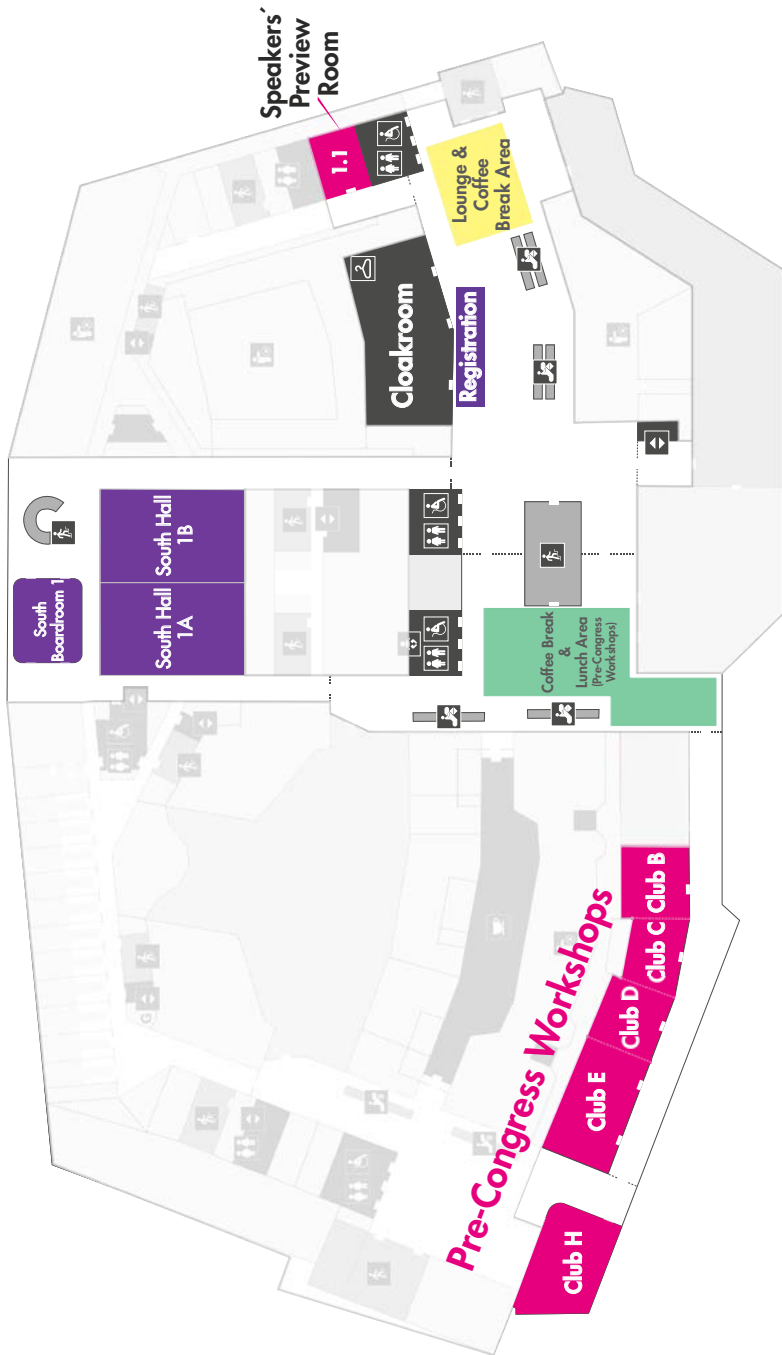 Speakers´
Preview
Room
1.1
Lounge &
Coffee
Break Area
Cloakroom
Registration
South Hall
1B
South Hall
1A
South
Boardroom 1
Coffee Break
&
Lunch Area
(Pre-Congress
Workshops)
Pre-Congress Workshops
Club B
Club C
Club D
Club E
Club H
G